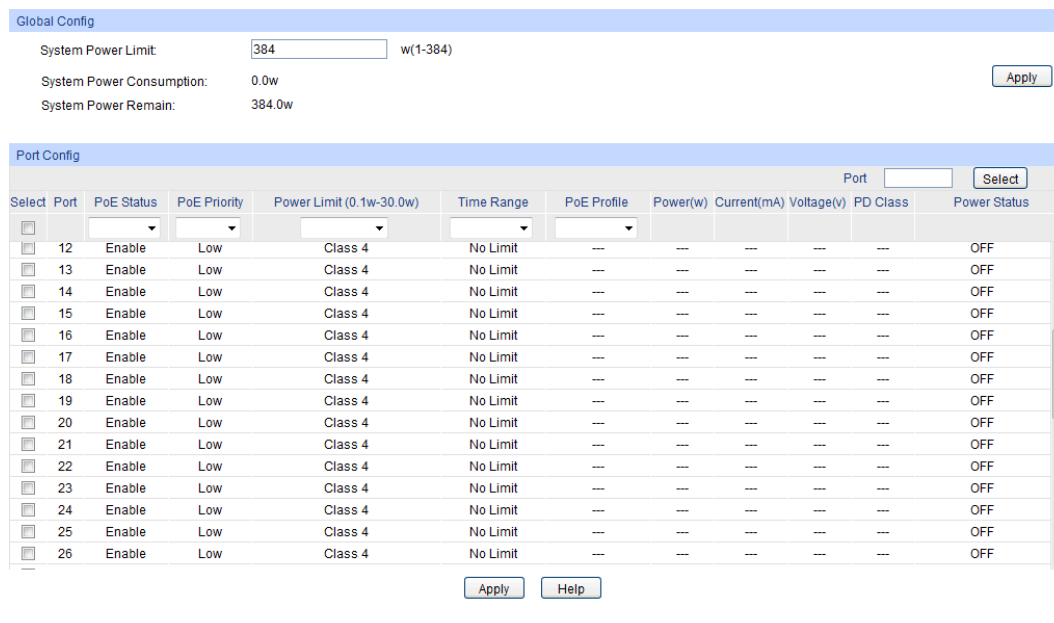 Global Config
System Power Limit: 384 w(1-384)
System Power Consumption: 0.0w
Apply
System Power Remain: 384.0w
Port Config
Port Select
Select Port PoE Status PoE Priority Power Limit (0.1w-30.0w) Time Range PoE Profile Power(w) Current(mA) Voltage(v) PD Class Power Status
12 Enable Low Class 4 No Limit --- --- --- --- --- OFF
13 Enable Low Class 4 No Limit --- --- --- --- --- OFF
14 Enable Low Class 4 No Limit --- --- --- --- --- OFF
15 Enable Low Class 4 No Limit --- --- --- --- --- OFF
16 Enable Low Class 4 No Limit --- --- --- --- --- OFF
17 Enable Low Class 4 No Limit --- --- --- --- --- OFF
18 Enable Low Class 4 No Limit --- --- --- --- --- OFF
19 Enable Low Class 4 No Limit --- --- --- --- --- OFF
20 Enable Low Class 4 No Limit --- --- --- --- --- OFF
21 Enable Low Class 4 No Limit --- --- --- --- --- OFF
22 Enable Low Class 4 No Limit --- --- --- --- --- OFF
23 Enable Low Class 4 No Limit --- --- --- --- --- OFF
24 Enable Low Class 4 No Limit --- --- --- --- --- OFF
25 Enable Low Class 4 No Limit --- --- --- --- --- OFF
26 Enable Low Class 4 No Limit --- --- --- --- --- OFF
Apply Help